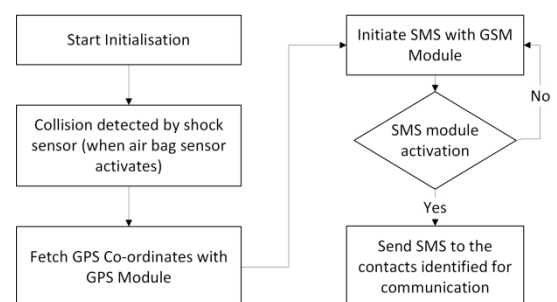 Start Initialisation
Collision detected by shock
sensor (when air bag sensor
activates)
Fetch GPS Co-ordinates with
GPS Module
Initiate SMS with GSM
Module
No
SMS module
activation
Yes
Send SMS to the
contacts identified for
communication